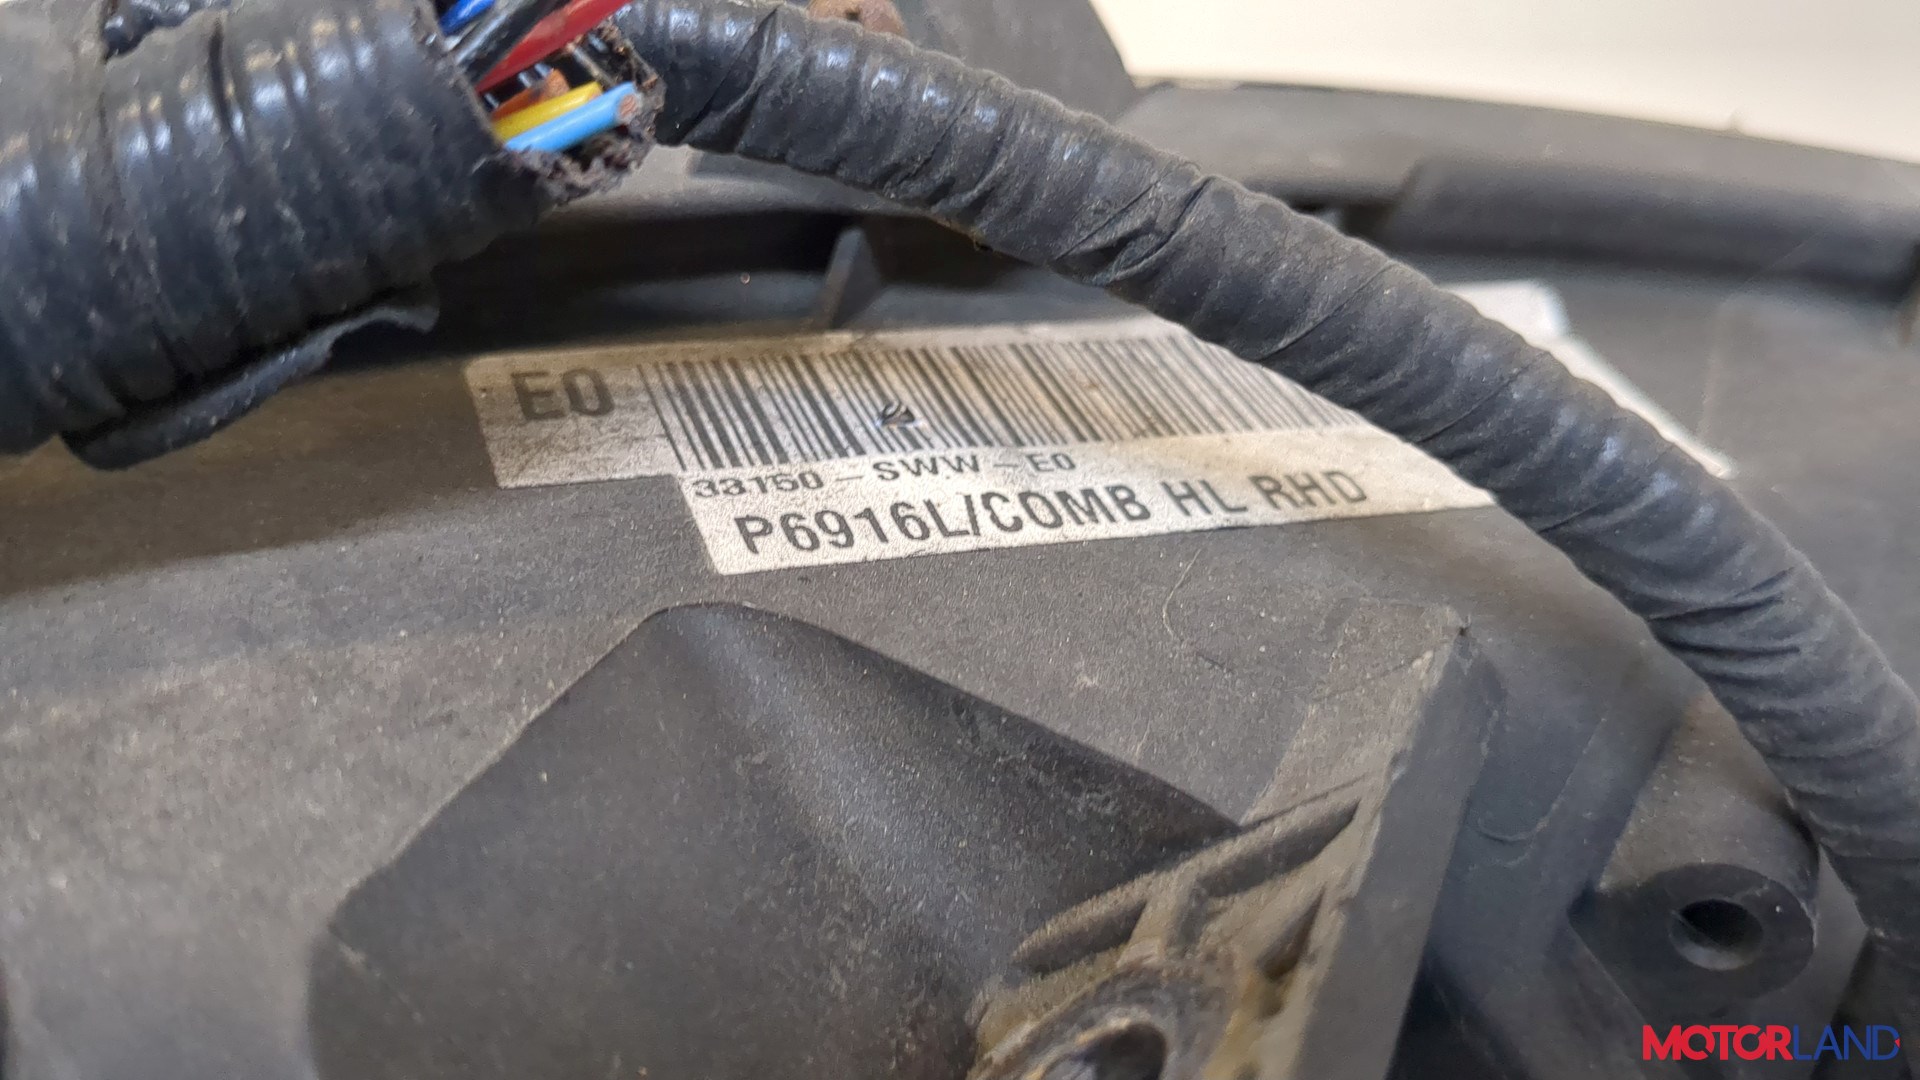 E0
33150-SWW-E0
P6916L/COMB HL RHD
MOTORLAND